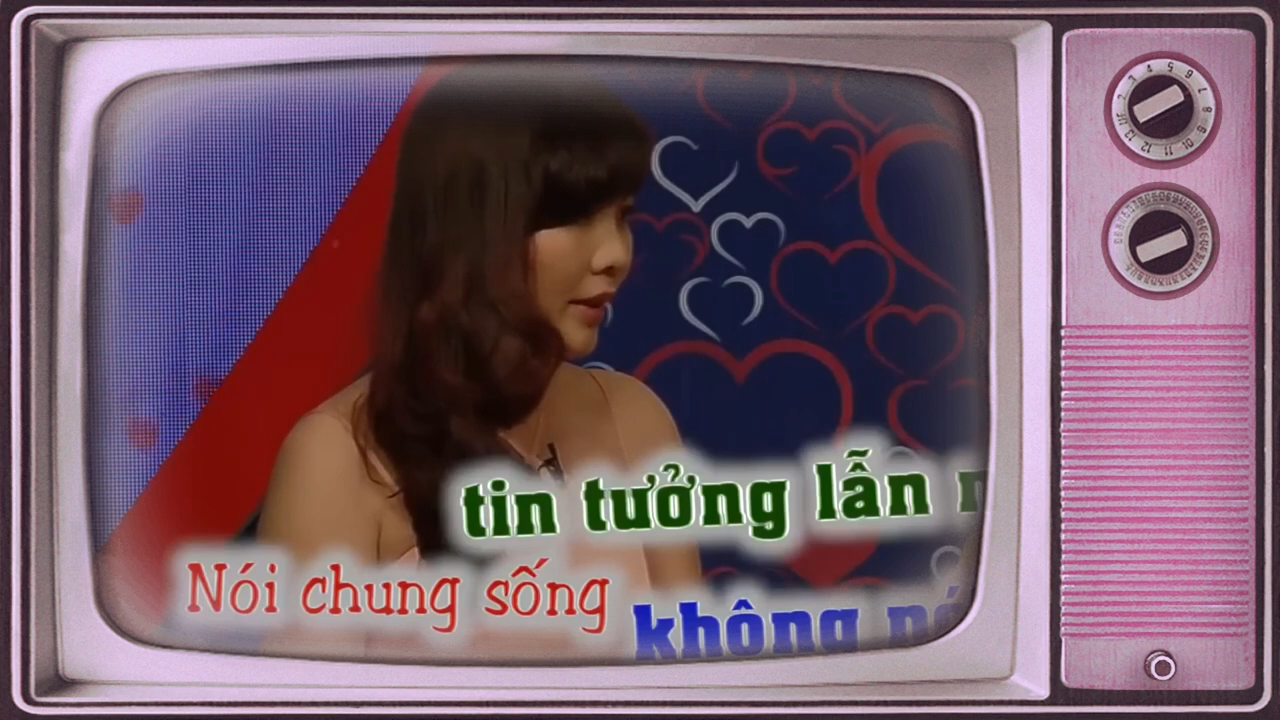 tin tưởng lẫn
Nói chung sống
không